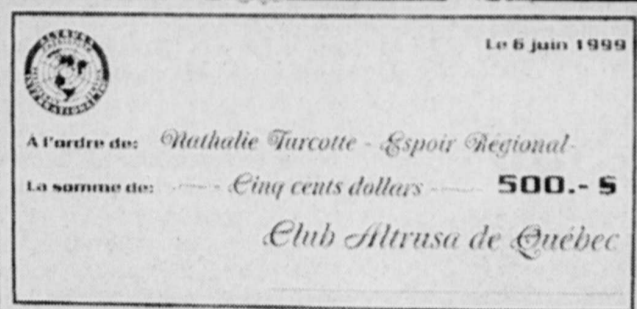 Le 6 juin 1999
A l'ordre de: Nathalie Turcotte - Espoir Régional-
La somme de: ----- Cinq cents dollars ----- 500.- $
Club Altrusa de Québec